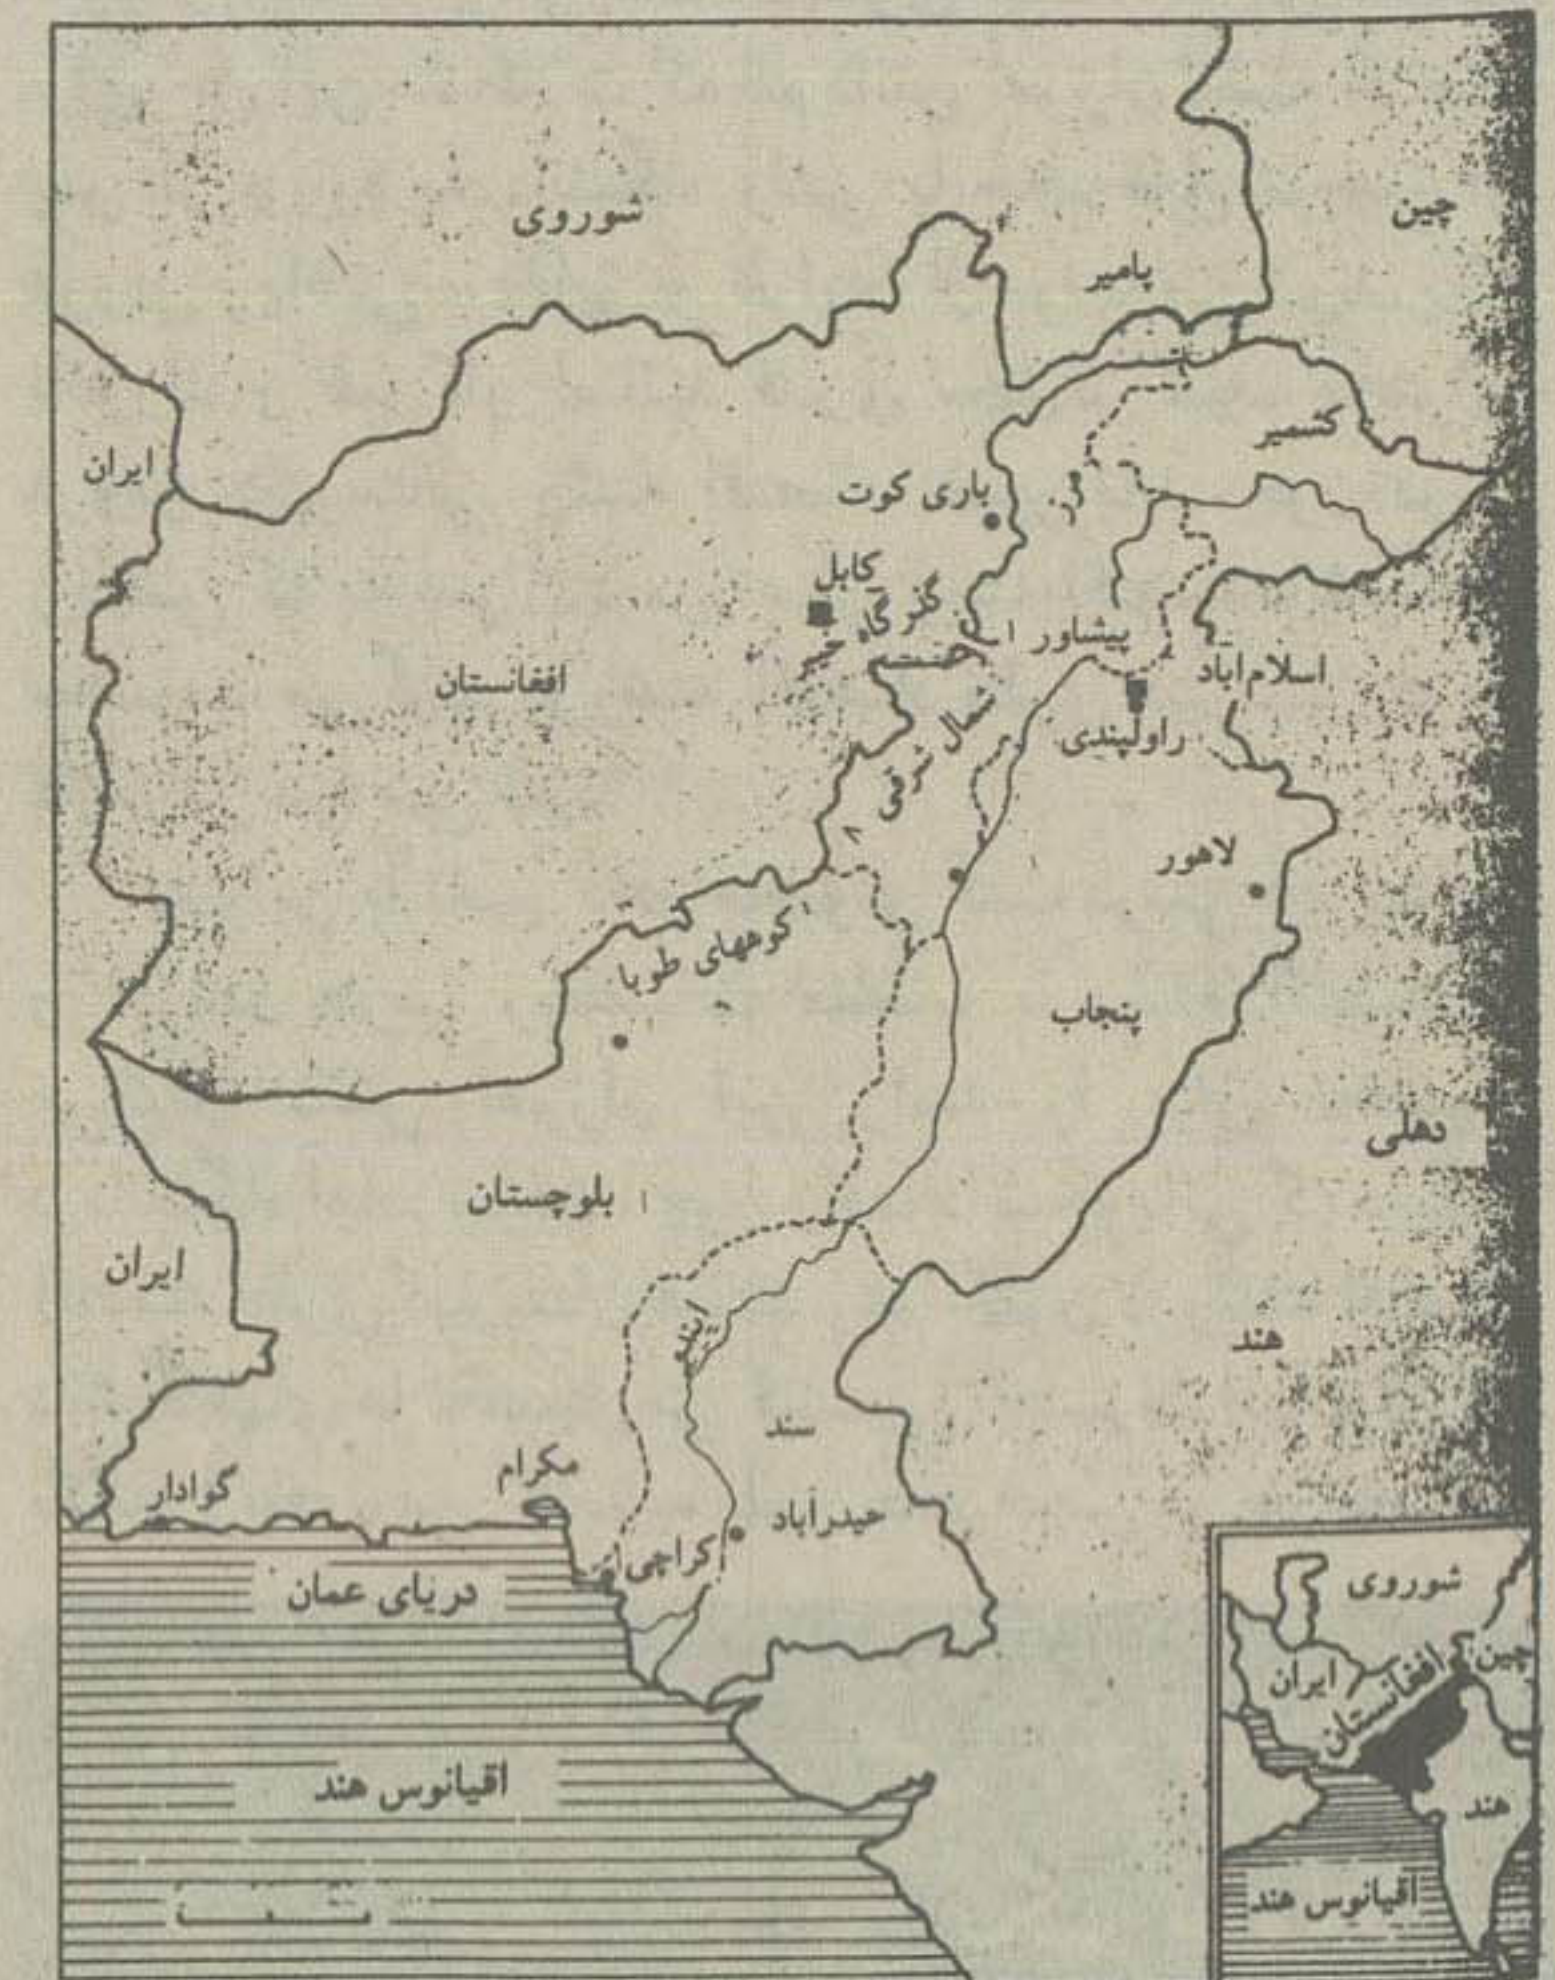 شوروی
چین
پامیر
کشمیر
ایران
باری کوت
مرز
کابل
گذرگاه خیبر
پیشاور
اسلام‌آباد
افغانستان
شمال شرقی
راولپندی
لاهور
کوههای طوبا
پنجاب
دهلی
بلوچستان
ایران
هند
سند
مکرام
گوادار
حیدرآباد
کراچی
دریای عمان
اقیانوس هند
شوروی
چین
افغانستان
ایران
هند
اقیانوس هند